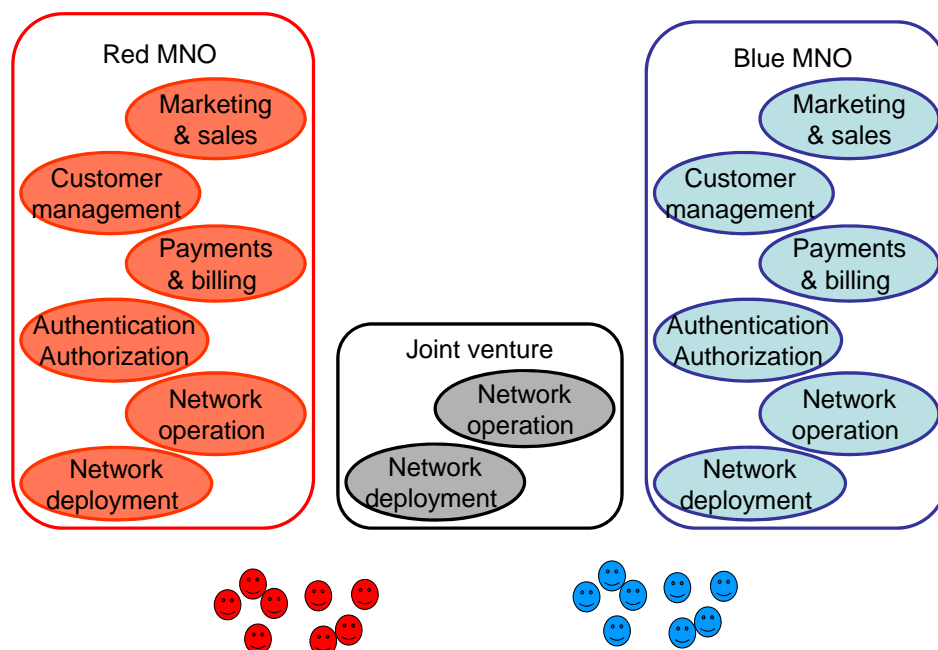 Red MNO
Marketing
& sales
Customer
management
Payments
& billing
Authentication
Authorization
Network
operation
Network
deployment
Joint venture
Network
operation
Network
deployment
Blue MNO
Marketing
& sales
Customer
management
Payments
& billing
Authentication
Authorization
Network
operation
Network
deployment